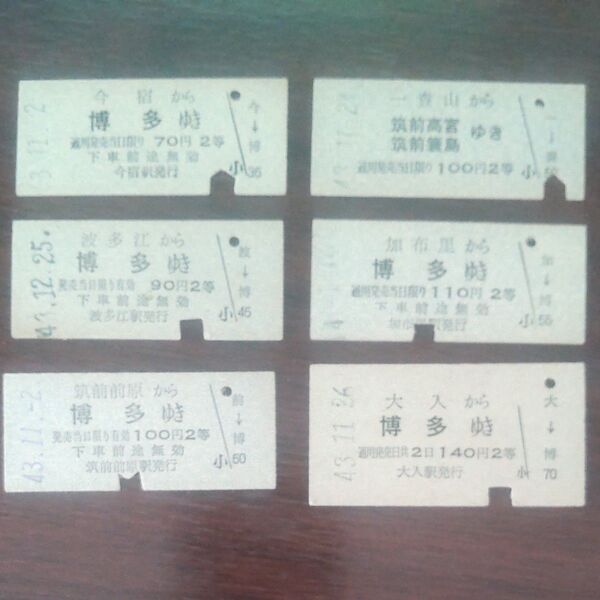 今宿から
博多ゆき
通用発売当日限り 70円 2等
下車前途無効
今宿駅発行
小 35
今→博
一貴山から
筑前高宮
筑前簑島 ゆき
通用発売当日限り 100円 2等
小 50
波多江から
博多ゆき
発売当日限り有効 90円 2等
下車前途無効
波多江駅発行
小 45
波→博
43.12.25
加布里から
博多ゆき
通用発売当日限り 110円 2等
下車前途無効
小 55
加→博
筑前前原から
博多ゆき
発売当日限り有効 100円 2等
下車前途無効
筑前前原駅発行
小 50
前→博
43.11.-2
大入から
博多ゆき
通用発売日共 2日 140円 2等
大入駅発行
小 70
大→博
43.11.26